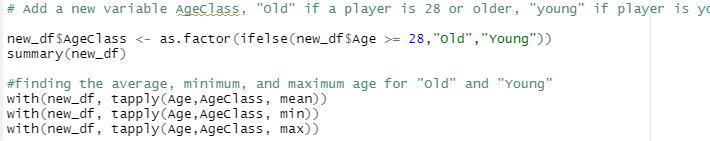 # Add a new variable AgeClass, "Old" if a player is 28 or older, "young" if player is
new_df$AgeClass <- as.factor(ifelse(new_df$Age >= 28,"Old","Young"))
summary(new_df)
#finding the average, minimum, and maximum age for "Old" and "Young"
with(new_df, tapply(Age,AgeClass, mean))
with(new_df, tapply(Age,AgeClass, min))
with(new_df, tapply(Age,AgeClass, max))